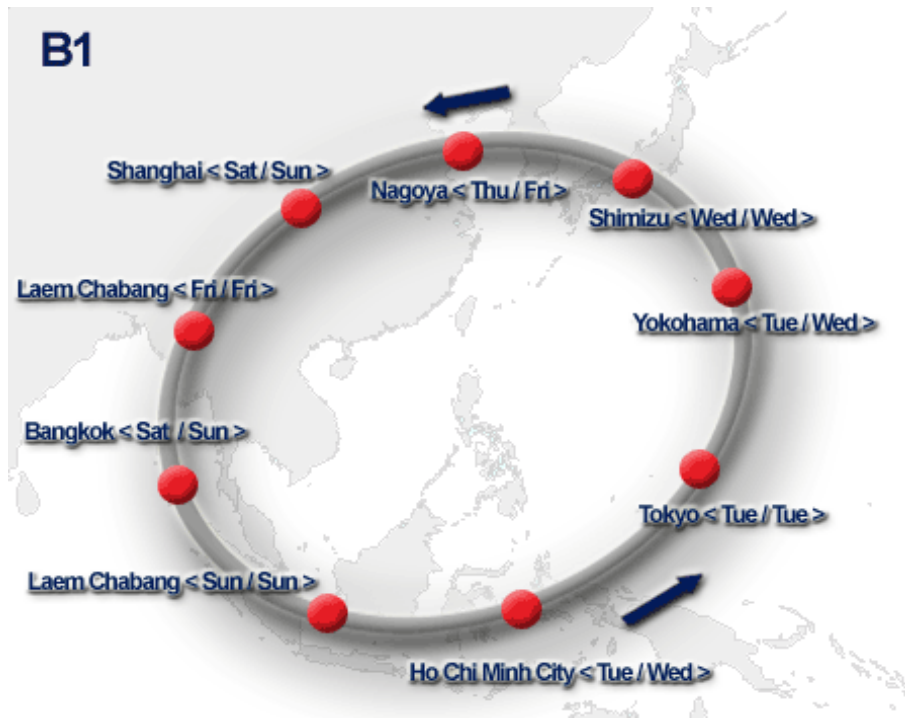 B1
Shanghai < Sat / Sun >
Nagoya < Thu / Fri >
Shimizu < Wed / Wed >
Laem Chabang < Fri / Fri >
Yokohama < Tue / Wed >
Bangkok < Sat / Sun >
Tokyo < Tue / Tue >
Laem Chabang < Sun / Sun >
Ho Chi Minh City < Tue / Wed >